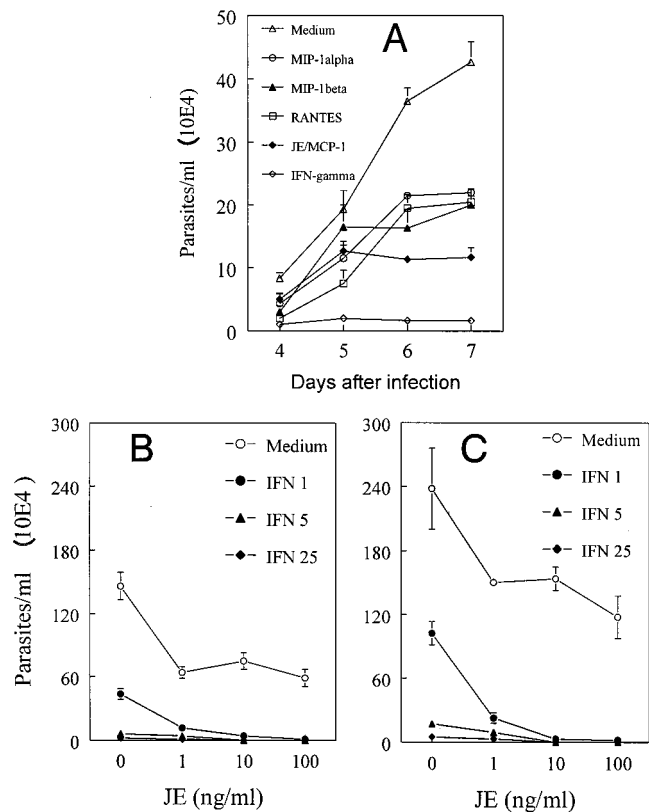 A
Medium
MIP-1alpha
MIP-1beta
RANTES
JE/MCP-1
IFN-gamma
Parasites/ml (10E4)
50
40
30
20
10
0
4 5 6 7
Days after infection
B
Medium
IFN 1
IFN 5
IFN 25
Parasites/ml (10E4)
300
240
180
120
60
0
0 1 10 100
JE (ng/ml)
C
Medium
IFN 1
IFN 5
IFN 25
300
240
180
120
60
0
0 1 10 100
JE (ng/ml)